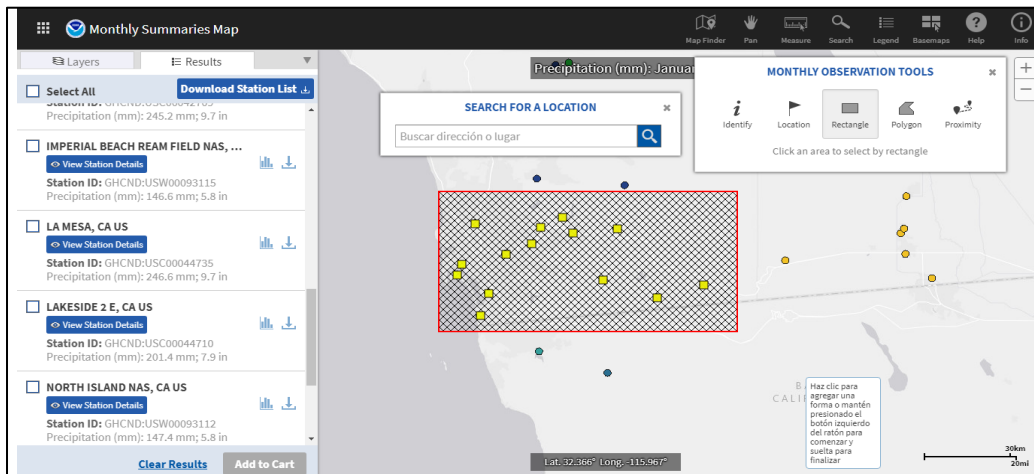 Monthly Summaries Map
Map Finder
Pan
Measure
Search
Legend
Basemaps
Help
Info
Layers
Results
Select All
Download Station List
Station ID: GHCND:USC00042705
Precipitation (mm): 245.2 mm; 9.7 in
IMPERIAL BEACH REAM FIELD NAS, ...
View Station Details
Station ID: GHCND:USW00093115
Precipitation (mm): 146.6 mm; 5.8 in
LA MESA, CA US
View Station Details
Station ID: GHCND:USC00044735
Precipitation (mm): 246.6 mm; 9.7 in
LAKESIDE 2 E, CA US
View Station Details
Station ID: GHCND:USC00044710
Precipitation (mm): 201.4 mm; 7.9 in
NORTH ISLAND NAS, CA US
View Station Details
Station ID: GHCND:USW00093112
Precipitation (mm): 147.4 mm; 5.8 in
Clear Results
Add to Cart
Precipitation (mm): Januar
SEARCH FOR A LOCATION
Buscar dirección o lugar
MONTHLY OBSERVATION TOOLS
Identify
Location
Rectangle
Polygon
Proximity
Click an area to select by rectangle
+
−
B
CALI
Haz clic para
agregar una
forma o mantén
presionado el
botón izquierdo
del ratón para
comenzar y
suelta para
finalizar
Lat. 32.366° Long. -115.967°
30km
20mi